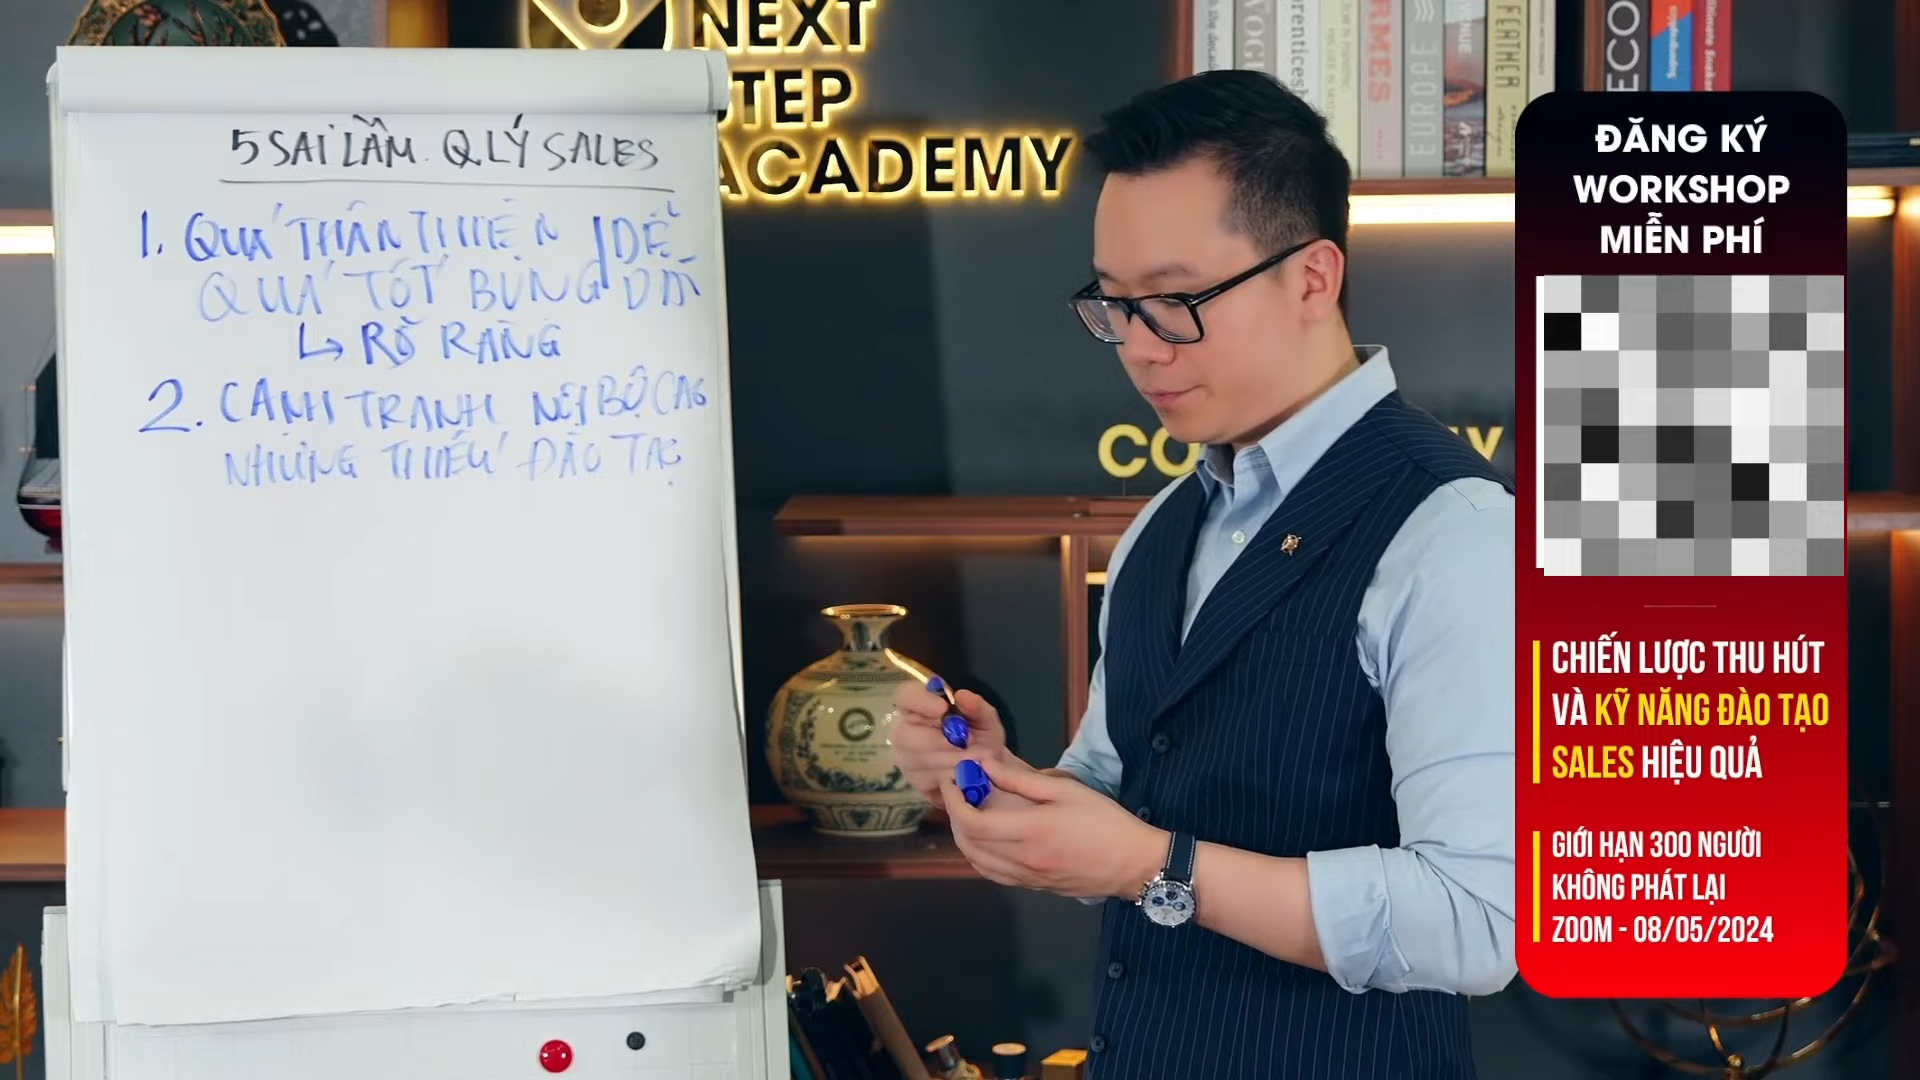 5 SAI LẦM. Q LÝ SALES
1. QUÁ THÂN THIỆN / DỄ
QUÁ TỐT BỤNG DÃI
↳ RÕ RÀNG
2. CẠNH TRANH NỘI BỘ CAO
NHƯNG THIẾU ĐÀO TẠO
NEXT
STEP
ACADEMY
VOGUE
EUROPE
FEATHER
ĐĂNG KÝ
WORKSHOP
MIỄN PHÍ
CHIẾN LƯỢC THU HÚT
VÀ KỸ NĂNG ĐÀO TẠO
SALES HIỆU QUẢ
GIỚI HẠN 300 NGƯỜI
KHÔNG PHÁT LẠI
ZOOM - 08/05/2024